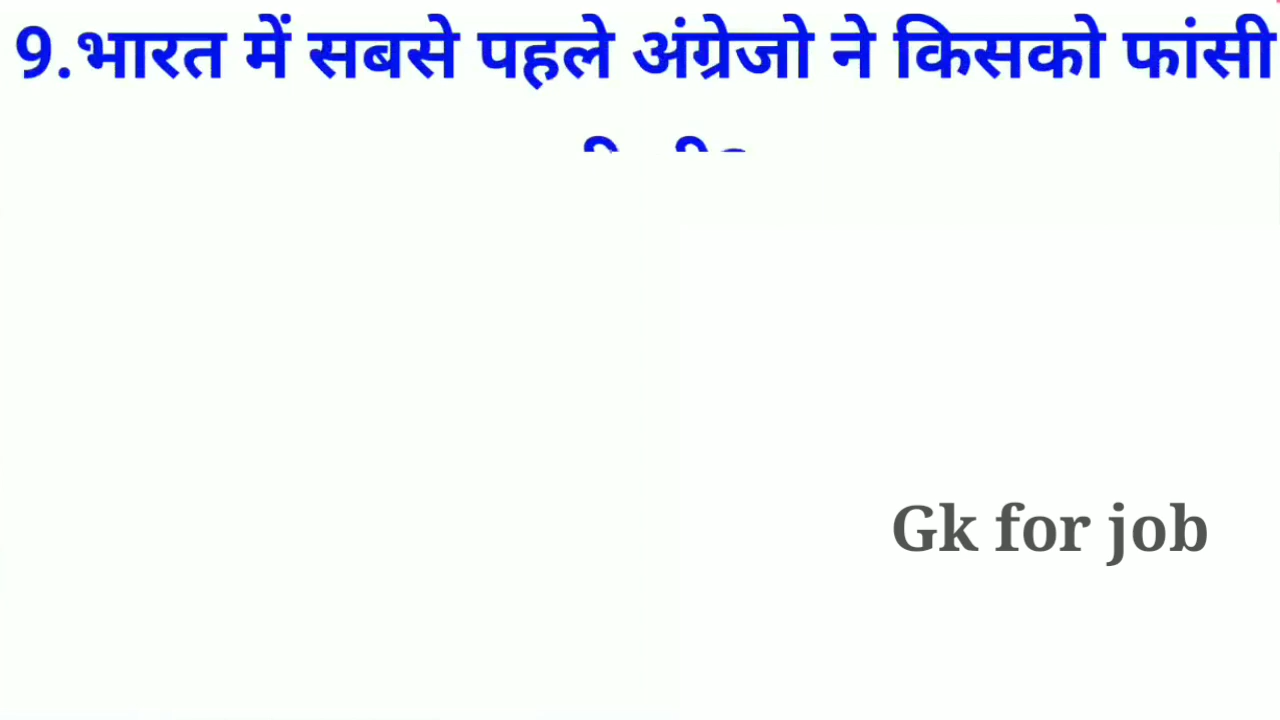 9.भारत में सबसे पहले अंग्रेजो ने किसको फांसी
Gk for job